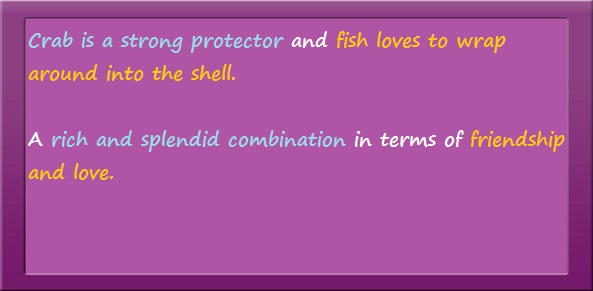 Crab is a strong protector and fish loves to wrap
around into the shell.
A rich and splendid combination in terms of friendship
and love.